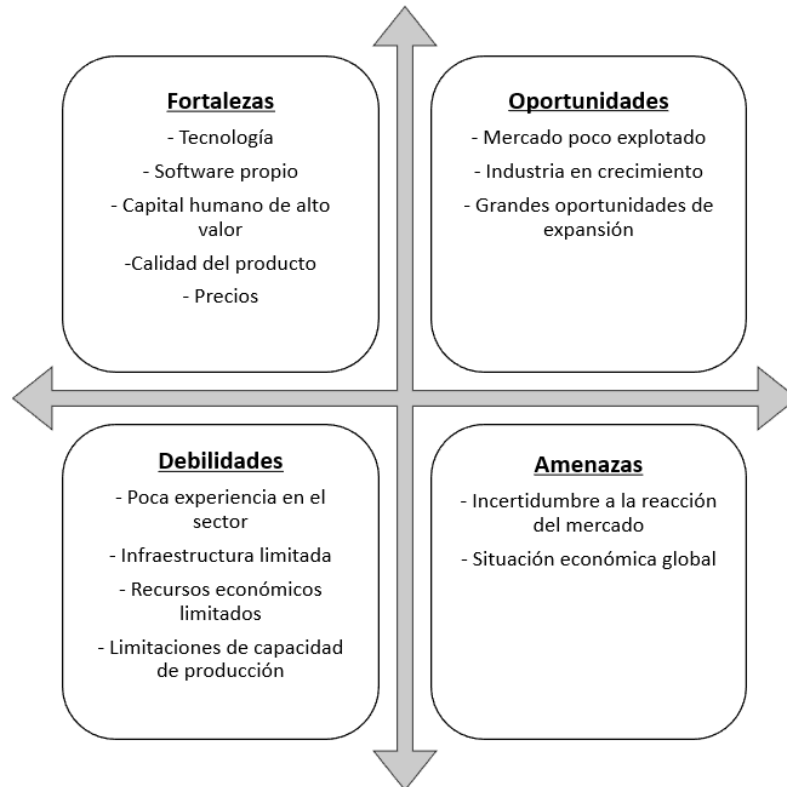 Fortalezas
- Tecnología
- Software propio
- Capital humano de alto
valor
-Calidad del producto
- Precios
Oportunidades
- Mercado poco explotado
- Industria en crecimiento
- Grandes oportunidades de
expansión
Debilidades
- Poca experiencia en el
sector
- Infraestructura limitada
- Recursos económicos
limitados
- Limitaciones de capacidad
de producción
Amenazas
- Incertidumbre a la reacción
del mercado
- Situación económica global